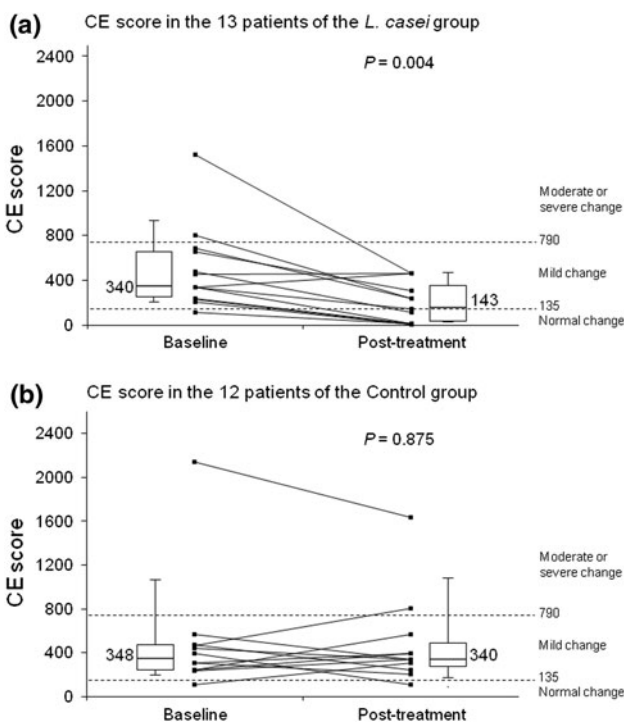 (a) CE score in the 13 patients of the L. casei group
P = 0.004
CE score
2400
2000
1600
1200
800
400
0
340
143
Moderate or
severe change
790
Mild change
135
Normal change
Baseline
Post-treatment
(b) CE score in the 12 patients of the Control group
P = 0.875
CE score
2400
2000
1600
1200
800
400
0
348
340
Moderate or
severe change
790
Mild change
135
Normal change
Baseline
Post-treatment